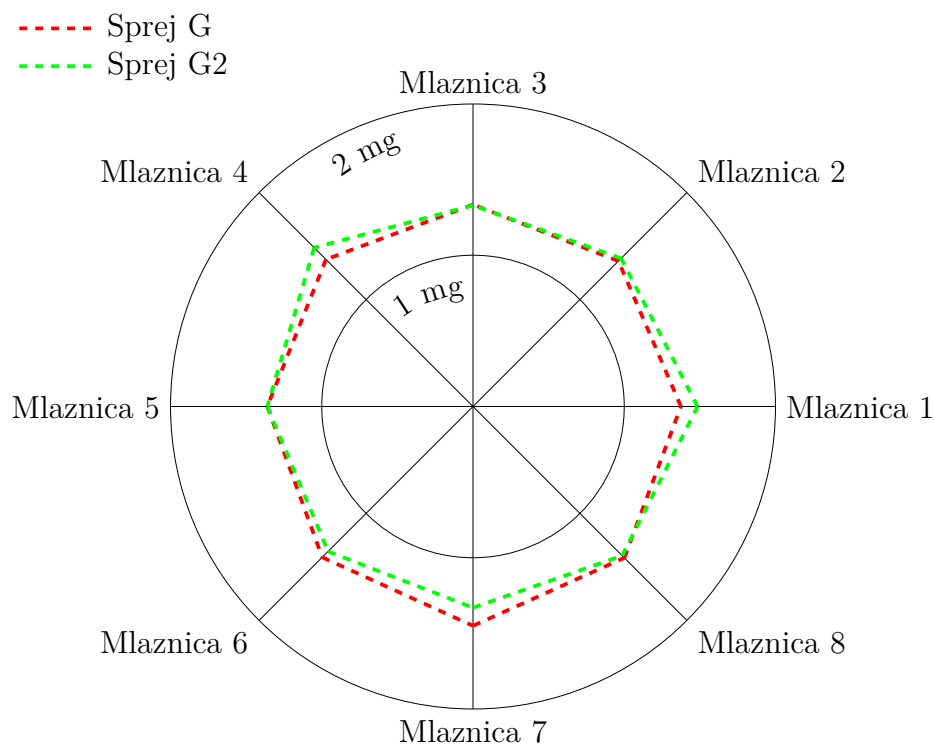 Sprej G
Sprej G2
Mlaznica 3
2 mg
Mlaznica 4
Mlaznica 2
1 mg
Mlaznica 5
Mlaznica 1
Mlaznica 6
Mlaznica 8
Mlaznica 7